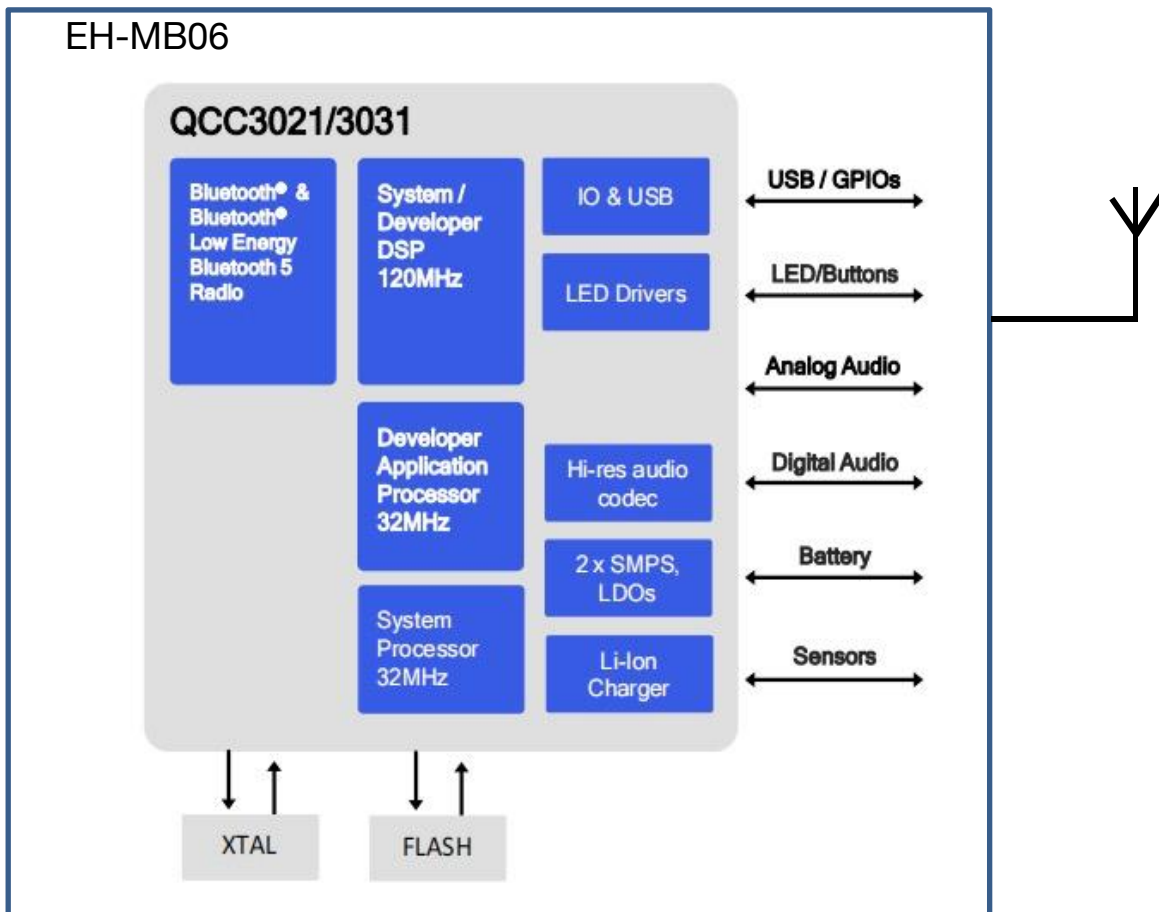 EH-MB06
QCC3021/3031
Bluetooth® &
Bluetooth®
Low Energy
Bluetooth 5
Radio
System /
Developer
DSP
120MHz
IO & USB
LED Drivers
Developer
Application
Processor
32MHz
Hi-res audio
codec
2 x SMPS,
LDOs
System
Processor
32MHz
Li-Ion
Charger
USB / GPIOs
LED/Buttons
Analog Audio
Digital Audio
Battery
Sensors
XTAL
FLASH